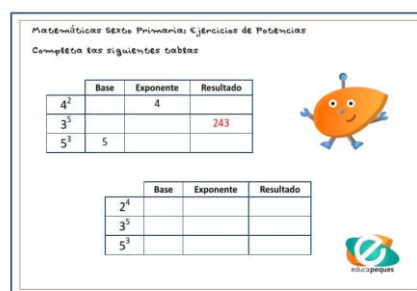 Matemáticas Sexto Primaria: Ejercicios de Potencias
Completa las siguientes tablas
Base Exponente Resultado
4² 4
3⁵ 243
5³ 5
Base Exponente Resultado
2⁴
3⁵
5³
educapeques